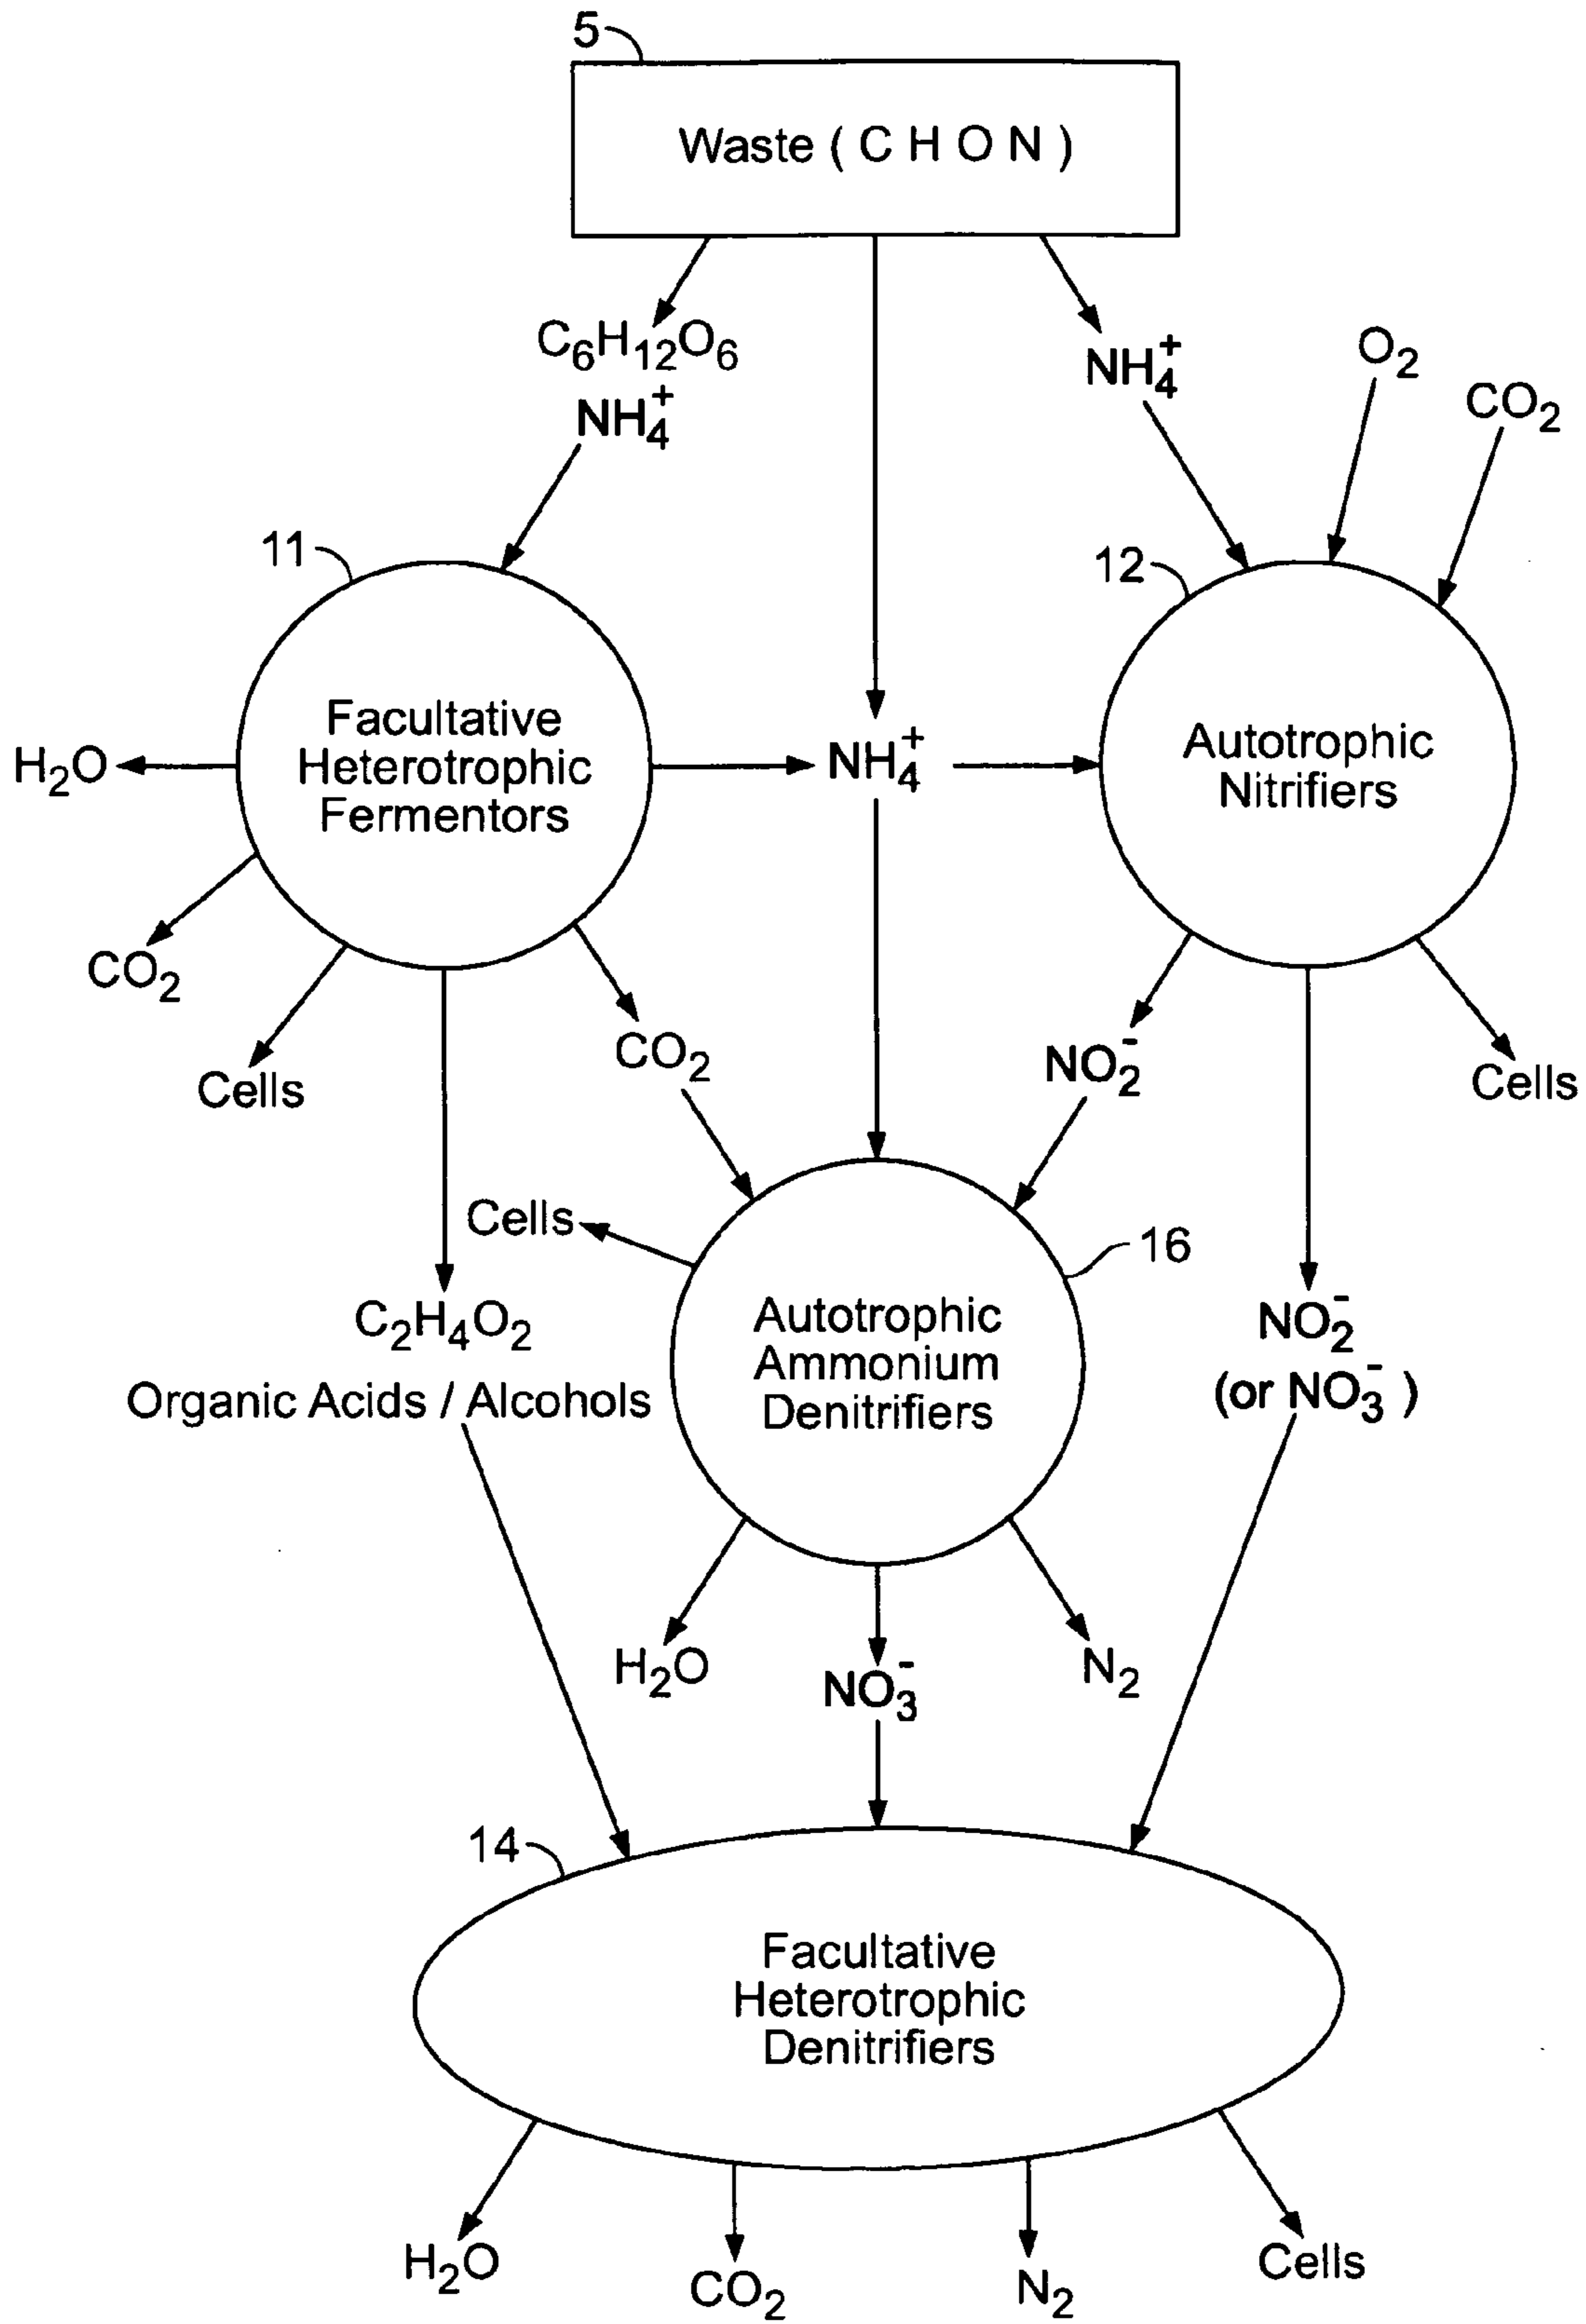 5
Waste ( C H O N )
C₆H₁₂O₆
NH₄⁺
NH₄⁺
O₂
CO₂
11
12
Facultative
Heterotrophic
Fermentors
H₂O
NH₄⁺
Autotrophic
Nitrifiers
CO₂
Cells
CO₂
NO₂⁻
Cells
Cells
16
C₂H₄O₂
Organic Acids / Alcohols
Autotrophic
Ammonium
Denitrifiers
NO₂⁻
(or NO₃⁻ )
H₂O
NO₃⁻
N₂
14
Facultative
Heterotrophic
Denitrifiers
H₂O
CO₂
N₂
Cells